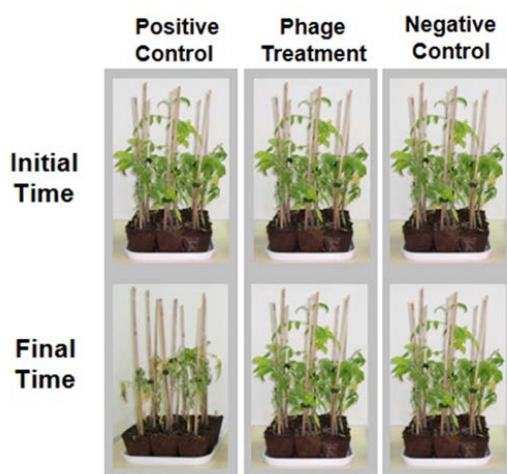 Positive
Control
Phage
Treatment
Negative
Control
Initial
Time
Final
Time